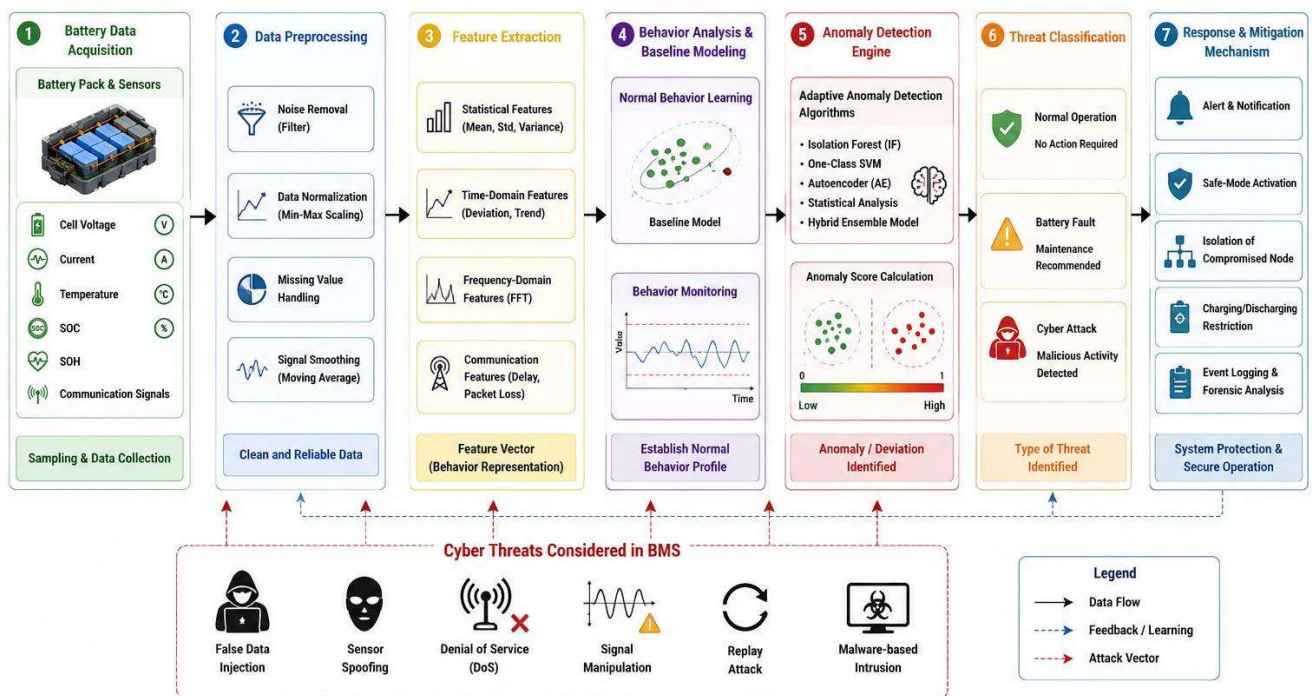 1 Battery Data
Acquisition
Battery Pack & Sensors
Cell Voltage V
Current A
Temperature °C
SOC SOC %
SOH
Communication Signals
Sampling & Data Collection
2 Data Preprocessing
Noise Removal
(Filter)
Data Normalization
(Min-Max Scaling)
Missing Value
Handling
Signal Smoothing
(Moving Average)
Clean and Reliable Data
3 Feature Extraction
Statistical Features
(Mean, Std, Variance)
Time-Domain Features
(Deviation, Trend)
Frequency-Domain
Features (FFT)
Communication
Features (Delay,
Packet Loss)
Feature Vector
(Behavior Representation)
4 Behavior Analysis &
Baseline Modeling
Normal Behavior Learning
Baseline Model
Behavior Monitoring
Value
Time
Establish Normal
Behavior Profile
5 Anomaly Detection
Engine
Adaptive Anomaly Detection
Algorithms
• Isolation Forest (IF)
• One-Class SVM
• Autoencoder (AE)
• Statistical Analysis
• Hybrid Ensemble Model
Anomaly Score Calculation
0 1
Low High
Anomaly / Deviation
Identified
6 Threat Classification
Normal Operation
No Action Required
Battery Fault
Maintenance
Recommended
Cyber Attack
Malicious Activity
Detected
Type of Threat
Identified
7 Response & Mitigation
Mechanism
Alert & Notification
Safe-Mode Activation
Isolation of
Compromised Node
Charging/Discharging
Restriction
Event Logging &
Forensic Analysis
System Protection &
Secure Operation
Cyber Threats Considered in BMS
False Data
Injection
Sensor
Spoofing
Denial of Service
(DoS)
Signal
Manipulation
Replay
Attack
Malware-based
Intrusion
Legend
Data Flow
Feedback / Learning
Attack Vector